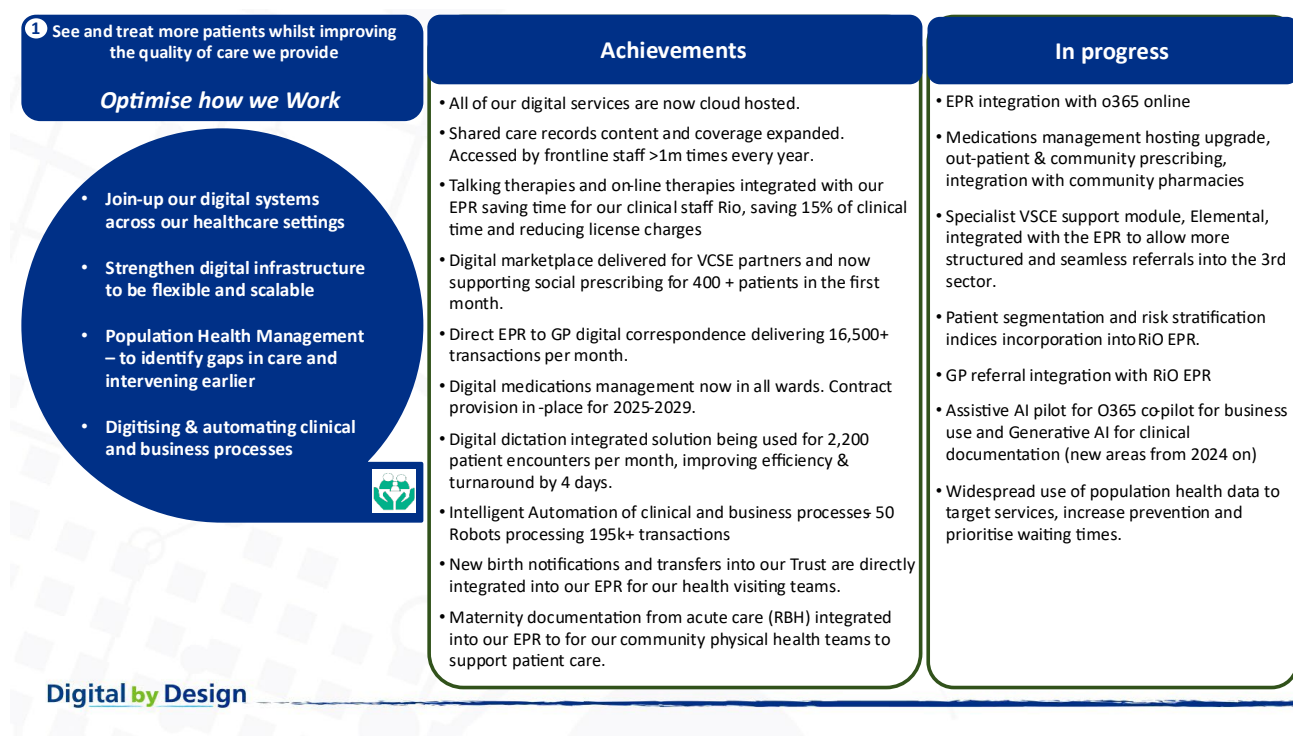 1 See and treat more patients whilst improving
the quality of care we provide
Optimise how we Work
• Join-up our digital systems
across our healthcare settings
• Strengthen digital infrastructure
to be flexible and scalable
• Population Health Management
– to identify gaps in care and
intervening earlier
• Digitising & automating clinical
and business processes
Achievements
• All of our digital services are now cloud hosted.
• Shared care records content and coverage expanded.
Accessed by frontline staff >1m times every year.
• Talking therapies and on-line therapies integrated with our
EPR saving time for our clinical staff Rio, saving 15% of clinical
time and reducing license charges
• Digital marketplace delivered for VCSE partners and now
supporting social prescribing for 400 + patients in the first
month.
• Direct EPR to GP digital correspondence delivering 16,500+
transactions per month.
• Digital medications management now in all wards. Contract
provision in -place for 2025-2029.
• Digital dictation integrated solution being used for 2,200
patient encounters per month, improving efficiency &
turnaround by 4 days.
• Intelligent Automation of clinical and business processes- 50
Robots processing 195k+ transactions
• New birth notifications and transfers into our Trust are directly
integrated into our EPR for our health visiting teams.
• Maternity documentation from acute care (RBH) integrated
into our EPR to for our community physical health teams to
support patient care.
In progress
• EPR integration with o365 online
• Medications management hosting upgrade,
out-patient & community prescribing,
integration with community pharmacies
• Specialist VSCE support module, Elemental,
integrated with the EPR to allow more
structured and seamless referrals into the 3rd
sector.
• Patient segmentation and risk stratification
indices incorporation into RiO EPR.
• GP referral integration with RiO EPR
• Assistive AI pilot for O365 co-pilot for business
use and Generative AI for clinical
documentation (new areas from 2024 on)
• Widespread use of population health data to
target services, increase prevention and
prioritise waiting times.
Digital by Design